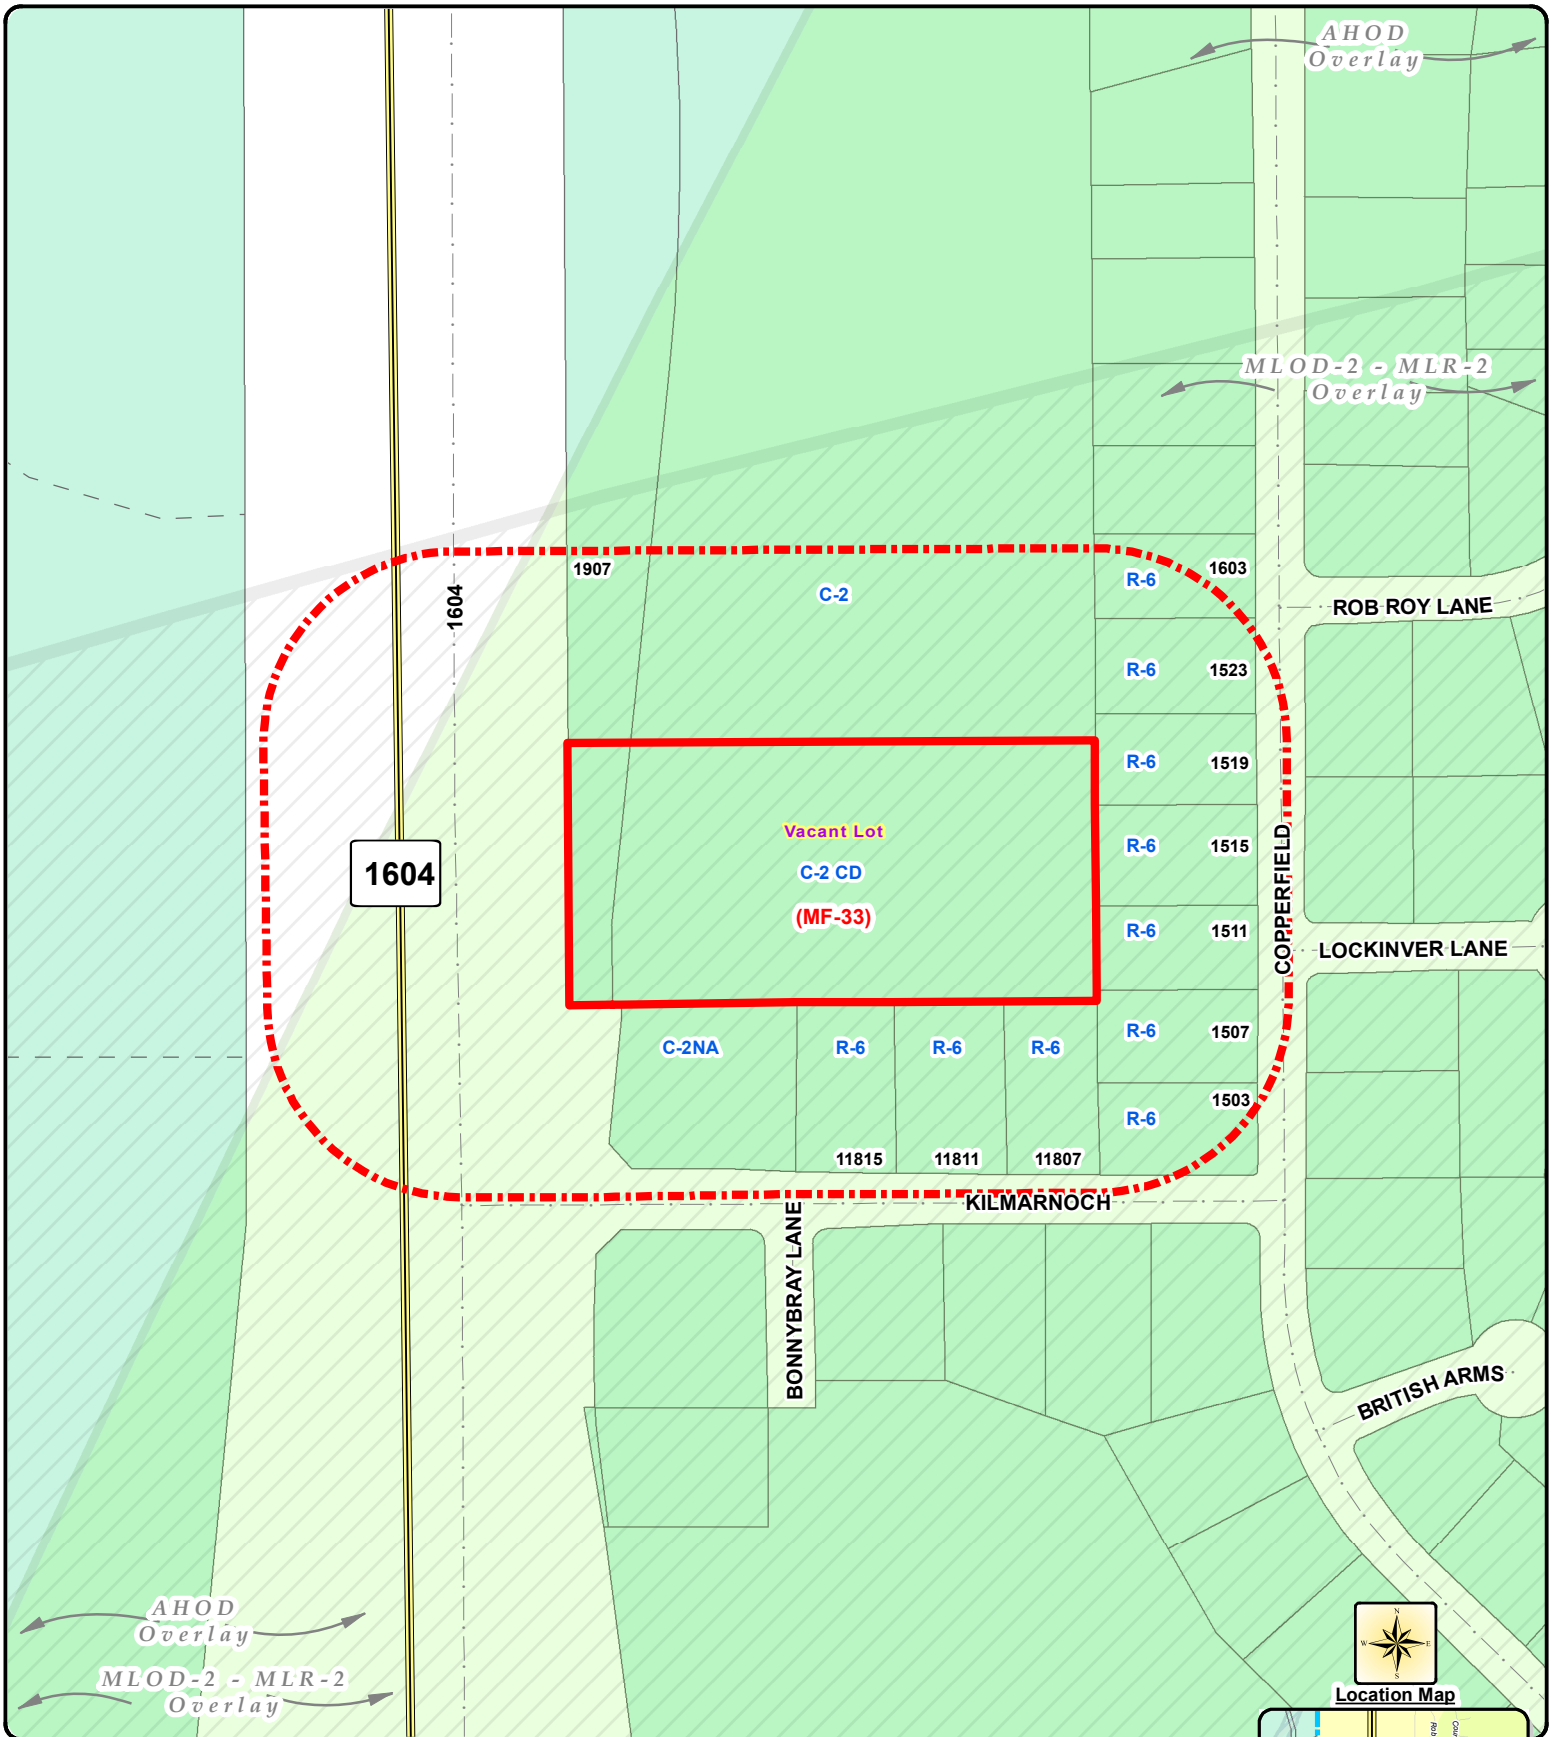 AHOD
Overlay
MLOD-2 - MLR-2
Overlay
1907
1604
C-2
R-6
1603
ROB ROY LANE
R-6
1523
R-6
1519
Vacant Lot
R-6
1515
1604
C-2 CD
(MF-33)
R-6
1511
COPPERFIELD
LOCKINVER LANE
R-6
1507
C-2NA
R-6
R-6
R-6
R-6
1503
11815
11811
11807
KILMARNOCH
BONNYBRAY LANE
BRITISH ARMS
AHOD
Overlay
MLOD-2 - MLR-2
Overlay
N
W
E
S
Location Map
Rob
Cour